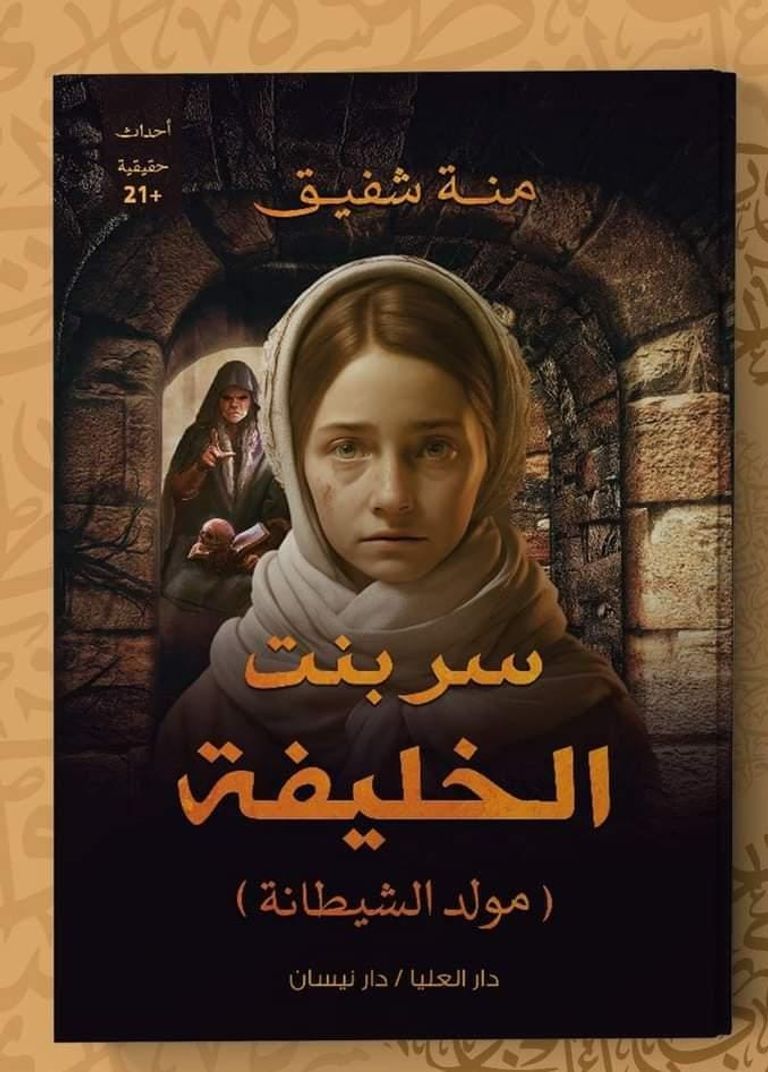 أحداث
حقيقية
21+
منة شفيق
سر بنت
الخليفة
(مولد الشيطانة)
دار العليا / دار نيسان